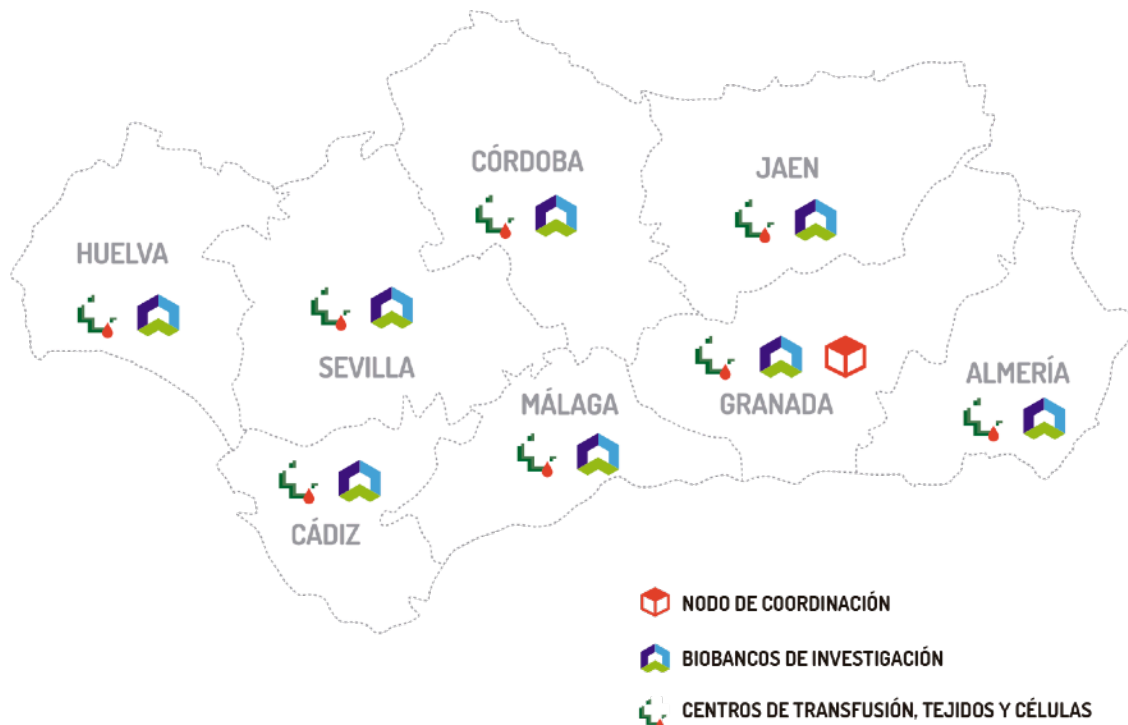 CÓRDOBA
JAEN
HUELVA
SEVILLA
MÁLAGA
GRANADA
ALMERÍA
CÁDIZ
NODO DE COORDINACIÓN
BIOBANCOS DE INVESTIGACIÓN
CENTROS DE TRANSFUSIÓN, TEJIDOS Y CÉLULAS